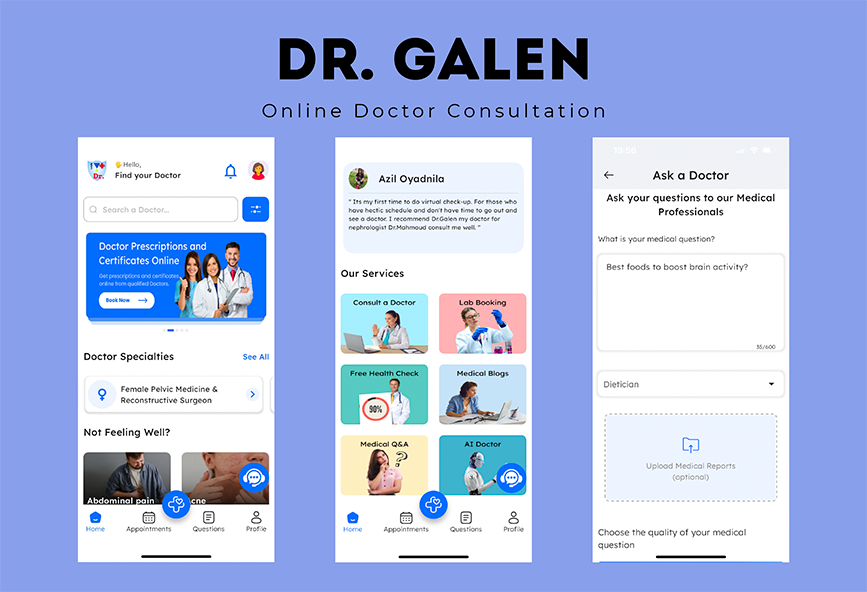 DR. GALEN
Online Doctor Consultation
Dr.
Hello,
Find your Doctor
Search a Doctor...
Doctor Prescriptions and
Certificates Online
Get prescriptions and certificates
online from qualified Doctors.
Book Now
Doctor Specialties
See All
Female Pelvic Medicine &
Reconstructive Surgeon
Not Feeling Well?
Abdominal pain
cne
Home
Appointments
Questions
Profile
Azil Oyadnila
" Its my first time to do virtual check-up. For those who
have hectic schedule and don't have time to go out and
see a doctor. I recommend Dr.Galen my doctor for
nephrologist Dr.Mahmoud consult me well. "
Our Services
Consult a Doctor
Lab Booking
Free Health Check
90%
Medical Blogs
Medical Q&A
?
AI Doctor
Home
Appointments
Questions
Profile
Ask a Doctor
Ask your questions to our Medical
Professionals
What is your medical question?
Best foods to boost brain activity?
35/600
Dietician
Upload Medical Reports
(optional)
Choose the quality of your medical
question